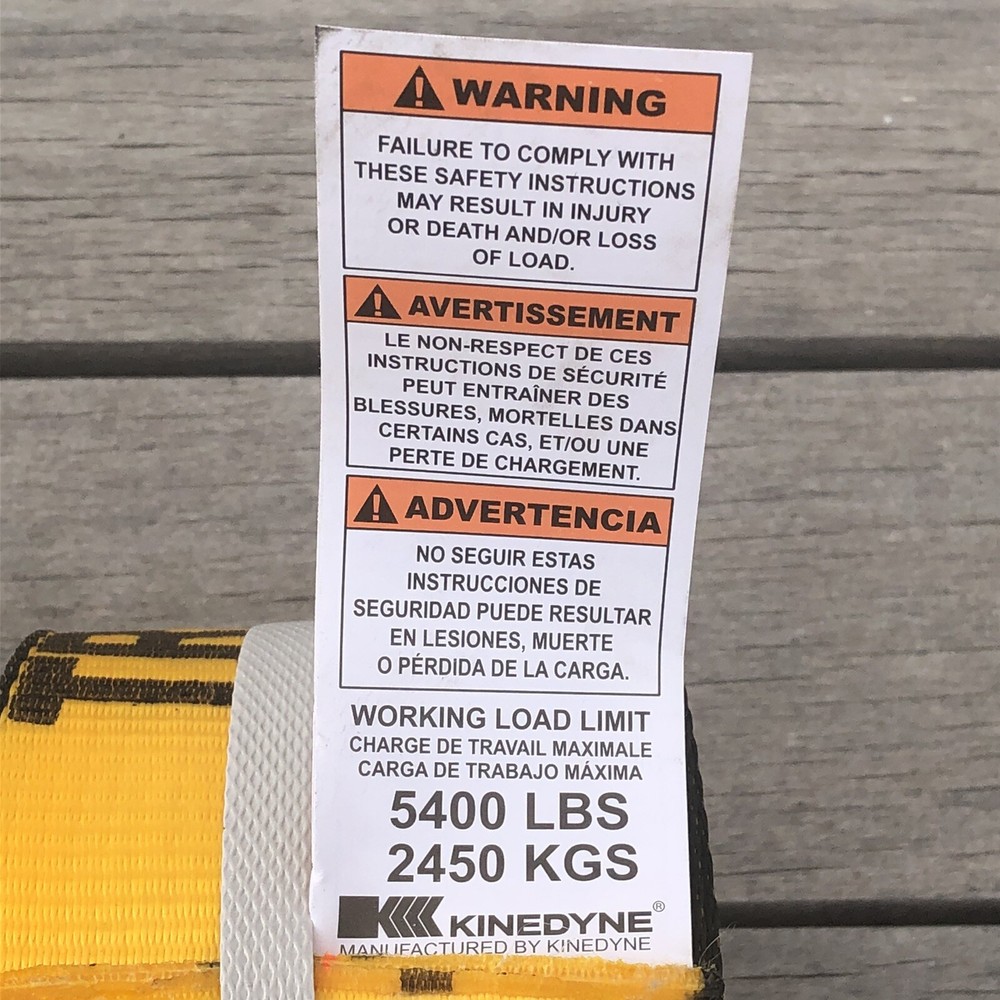 WARNING
FAILURE TO COMPLY WITH
THESE SAFETY INSTRUCTIONS
MAY RESULT IN INJURY
OR DEATH AND/OR LOSS
OF LOAD.
AVERTISSEMENT
LE NON-RESPECT DE CES
INSTRUCTIONS DE SÉCURITÉ
PEUT ENTRAÎNER DES
BLESSURES, MORTELLES DANS
CERTAINS CAS, ET/OU UNE
PERTE DE CHARGEMENT.
ADVERTENCIA
NO SEGUIR ESTAS
INSTRUCCIONES DE
SEGURIDAD PUEDE RESULTAR
EN LESIONES, MUERTE
O PÉRDIDA DE LA CARGA.
WORKING LOAD LIMIT
CHARGE DE TRAVAIL MAXIMALE
CARGA DE TRABAJO MÁXIMA
5400 LBS
2450 KGS
KINEDYNE®
MANUFACTURED BY KINEDYNE